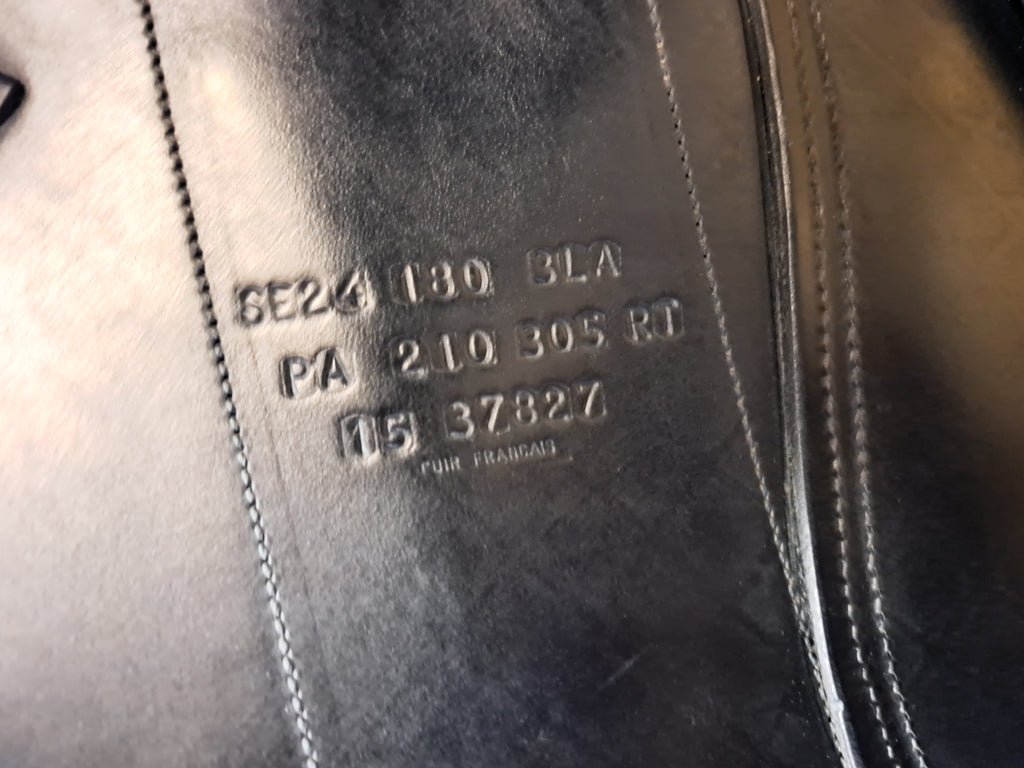 SE24 180 BLA
PA 210 305 RT
15 37827
CUIR FRANCAIS